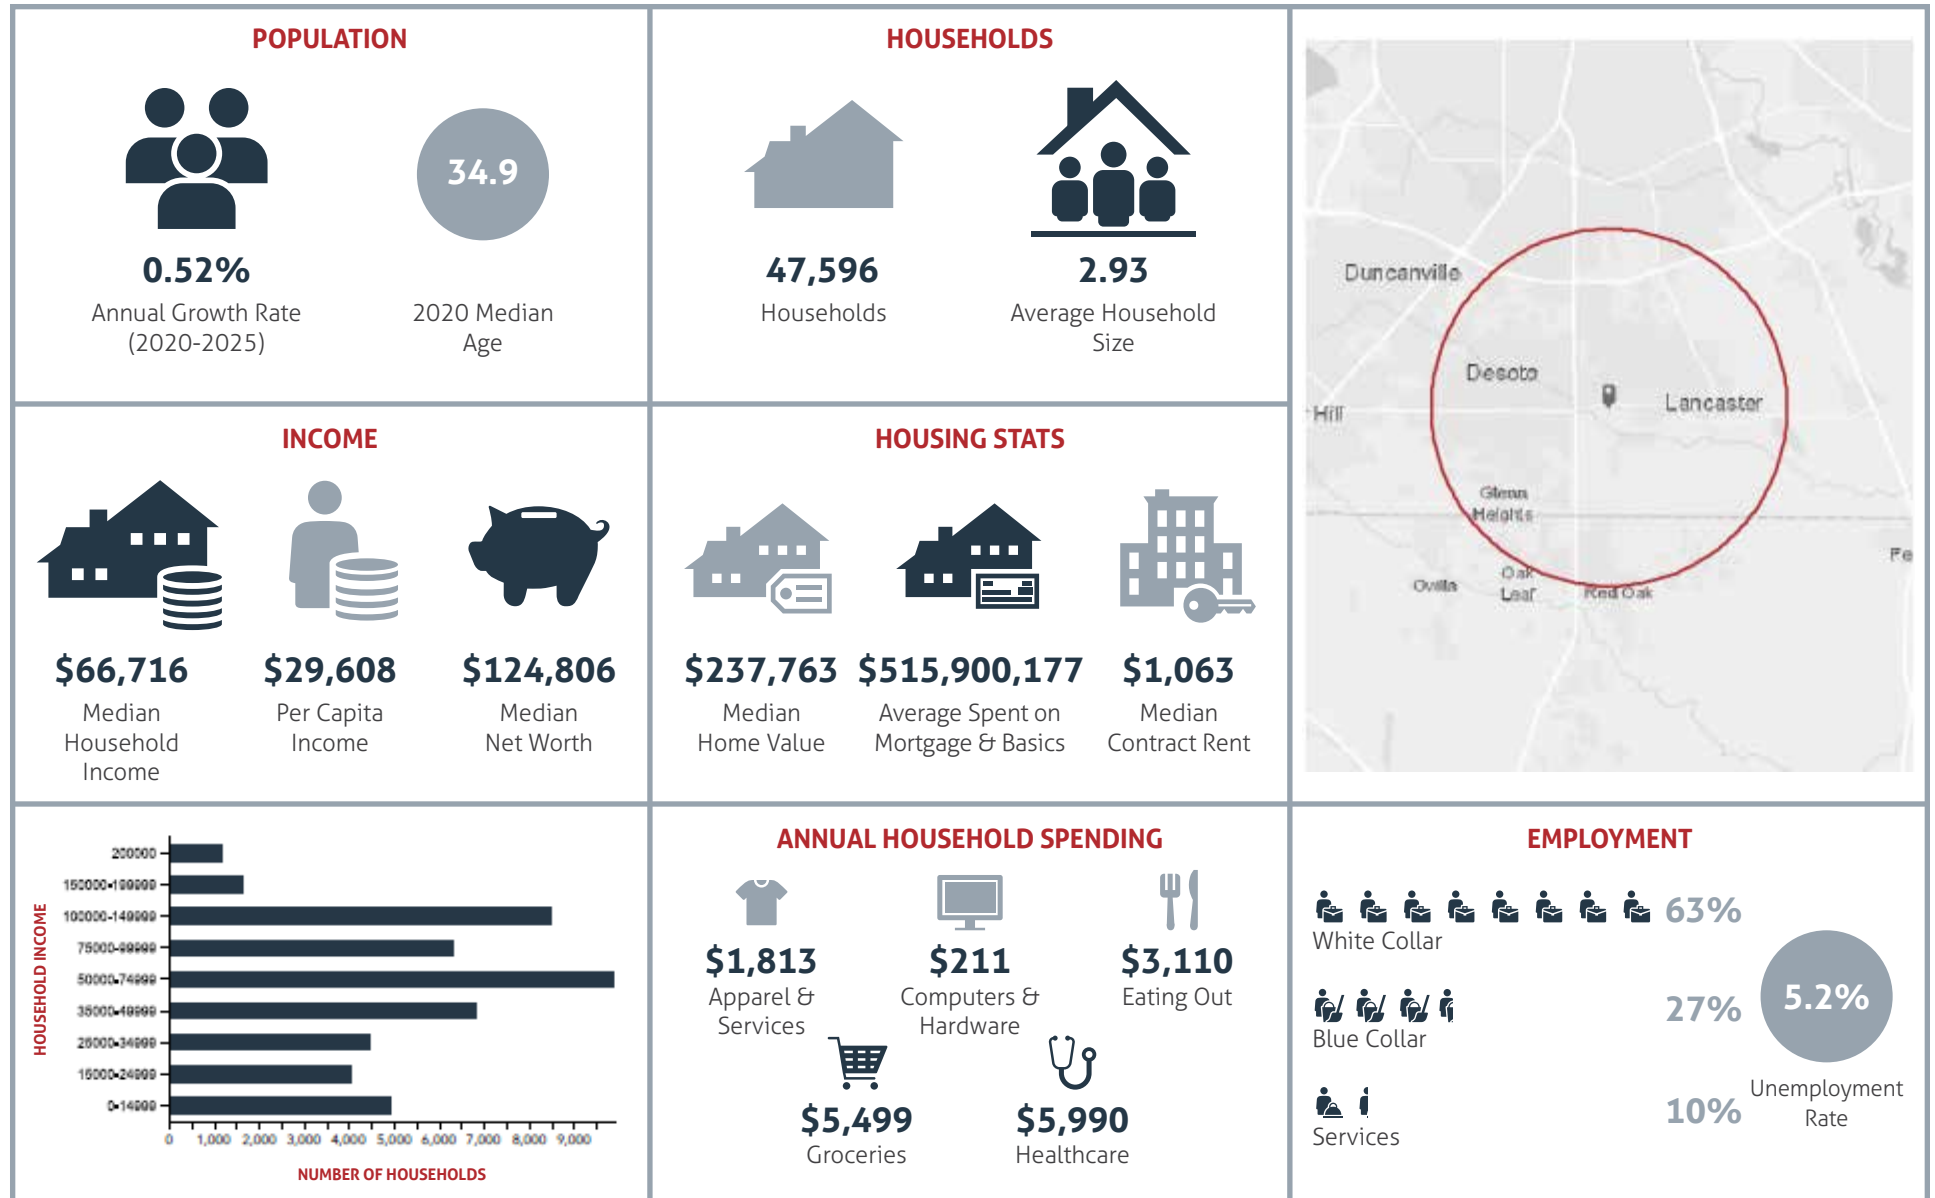 POPULATION
34.9
0.52%
Annual Growth Rate
(2020-2025)
2020 Median
Age
HOUSEHOLDS
47,596
Households
2.93
Average Household
Size
Duncanville
Desoto
Lancaster
Hill
Glenn
Heights
Oak
Leaf
Ovilla
Red Oak
Fe
INCOME
$66,716
Median
Household
Income
$29,608
Per Capita
Income
$124,806
Median
Net Worth
HOUSING STATS
$237,763
Median
Home Value
$515,900,177
Average Spent on
Mortgage & Basics
$1,063
Median
Contract Rent
HOUSEHOLD INCOME
200000
150000-199999
100000-149999
75000-99999
50000-74999
35000-49999
25000-34999
15000-24999
0-14999
0 1,000 2,000 3,000 4,000 5,000 6,000 7,000 8,000 9,000
NUMBER OF HOUSEHOLDS
ANNUAL HOUSEHOLD SPENDING
$1,813
Apparel &
Services
$211
Computers &
Hardware
$3,110
Eating Out
$5,499
Groceries
$5,990
Healthcare
EMPLOYMENT
63%
White Collar
27%
Blue Collar
10%
Services
5.2%
Unemployment
Rate